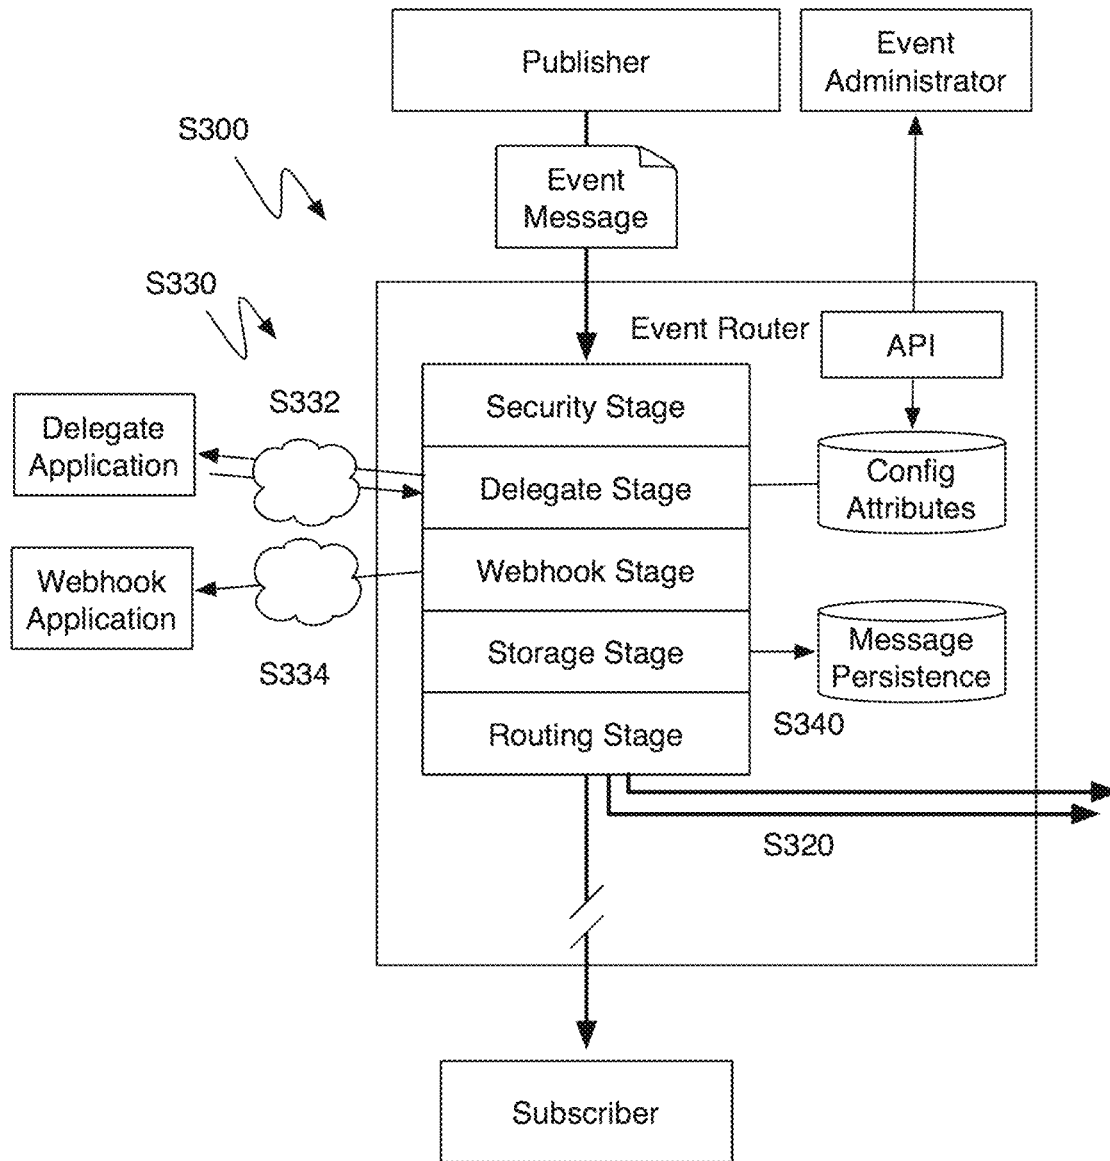 Publisher
Event
Administrator
S300
Event
Message
S330
Event Router
API
S332
Security Stage
Delegate
Application
Delegate Stage
Config
Attributes
Webhook
Application
Webhook Stage
S334
Storage Stage
Message
Persistence
Routing Stage
S340
S320
Subscriber